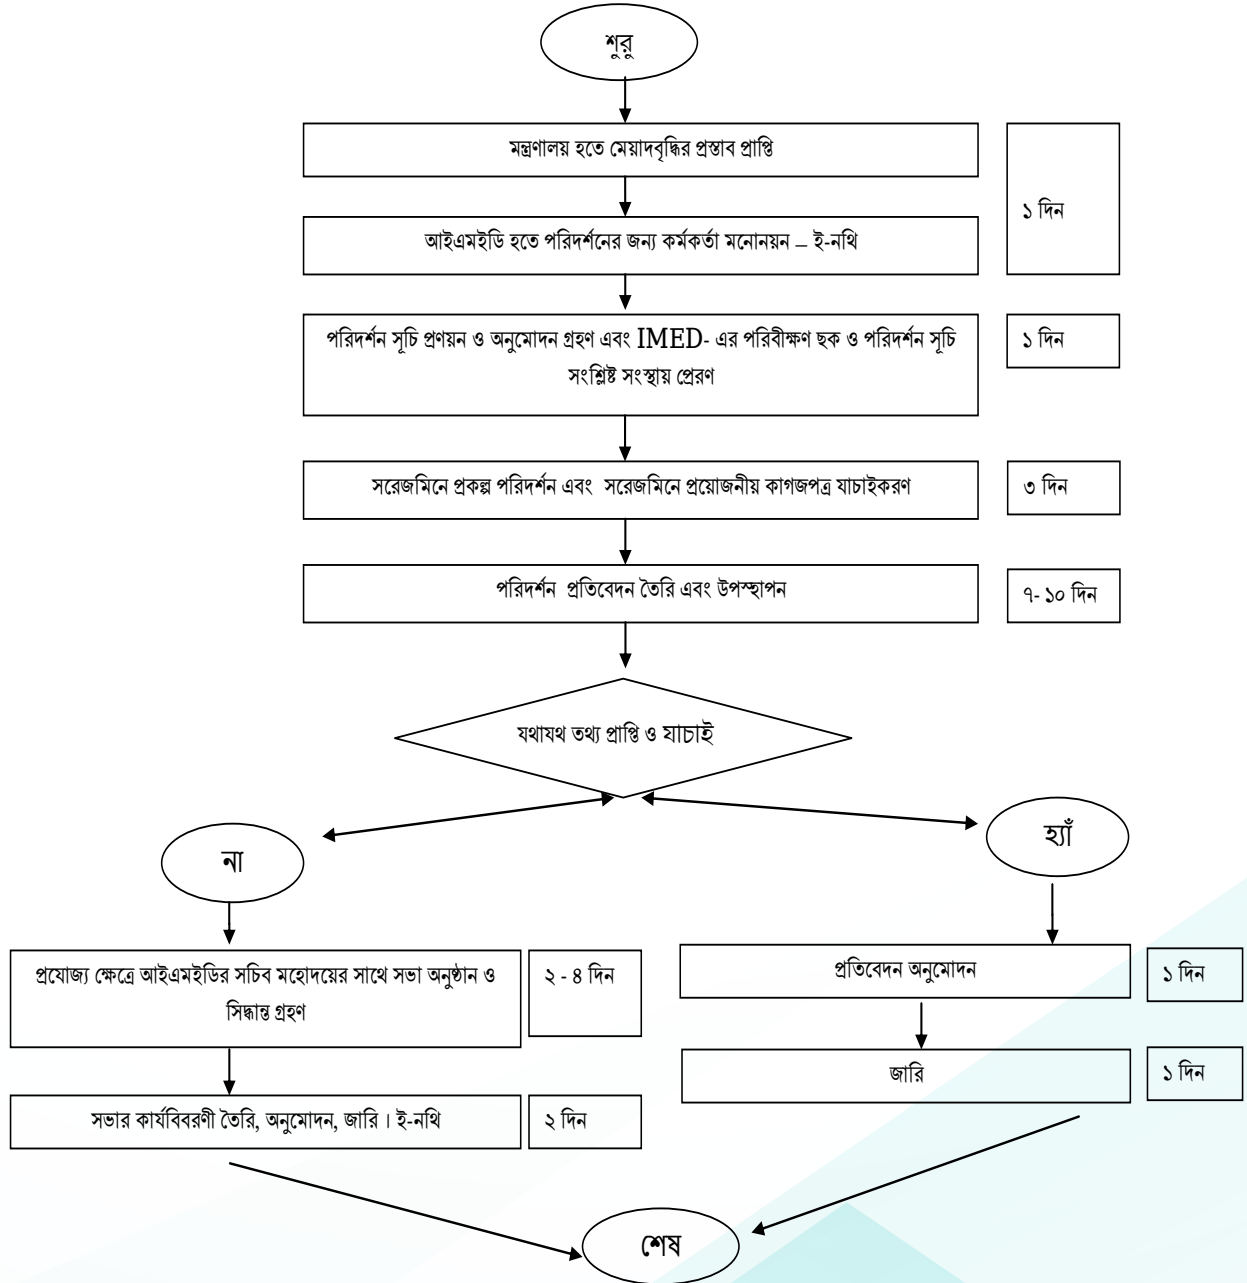 শুরু
মন্ত্রণালয় হতে মেয়াদবৃদ্ধির প্রস্তাব প্রাপ্তি
১ দিন
আইএমইডি হতে পরিদর্শনের জন্য কর্মকর্তা মনোনয়ন – ই-নথি
পরিদর্শন সূচি প্রণয়ন ও অনুমোদন গ্রহণ এবং IMED- এর পরিবীক্ষণ ছক ও পরিদর্শন সূচি
সংশ্লিষ্ট সংস্থায় প্রেরণ
১ দিন
সরেজমিনে প্রকল্প পরিদর্শন এবং সরেজমিনে প্রয়োজনীয় কাগজপত্র যাচাইকরণ
৩ দিন
পরিদর্শন প্রতিবেদন তৈরি এবং উপস্হাপন
৭- ১০ দিন
যথাযথ তথ্য প্রাপ্তি ও যাচাই
না
হ্যাঁ
প্রযোজ্য ক্ষেত্রে আইএমইডির সচিব মহোদয়ের সাথে সভা অনুষ্ঠান ও
সিদ্ধান্ত গ্রহণ
২ - ৪ দিন
প্রতিবেদন অনুমোদন
১ দিন
জারি
১ দিন
সভার কার্যবিবরণী তৈরি, অনুমোদন, জারি । ই-নথি
২ দিন
শেষ